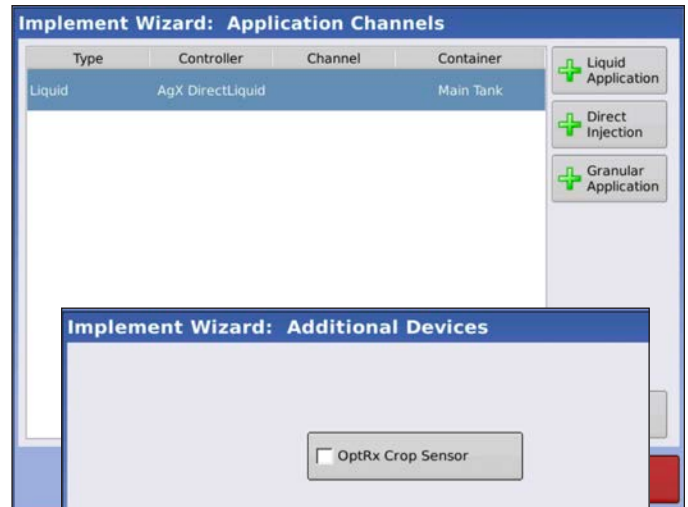 Implement Wizard: Application Channels
Type Controller Channel Container
Liquid AgX DirectLiquid Main Tank
Liquid
Application
Direct
Injection
Granular
Application
Implement Wizard: Additional Devices
OptRx Crop Sensor